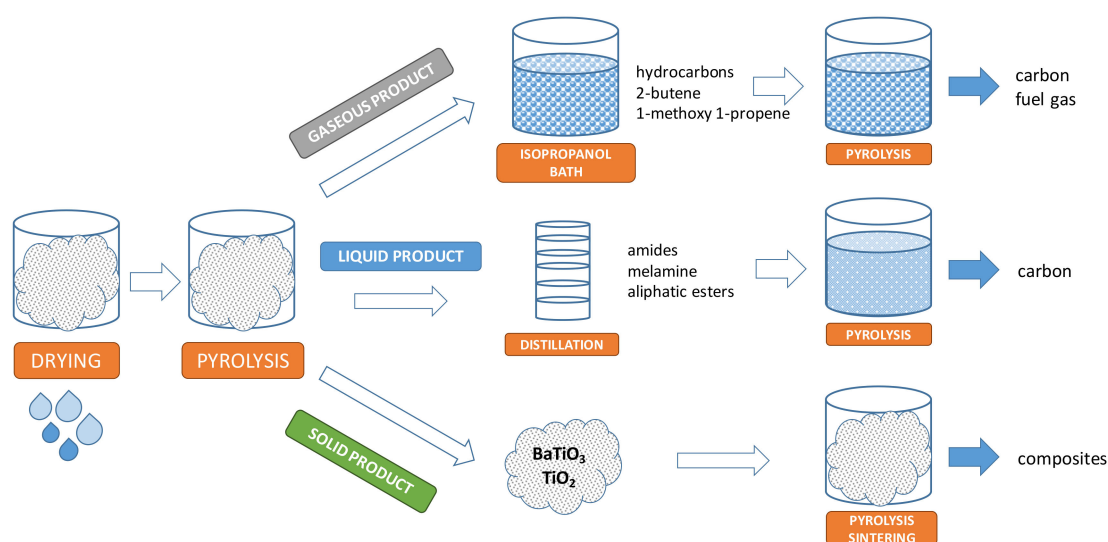 GASEOUS PRODUCT
ISOPROPANOL
BATH
hydrocarbons
2-butene
1-methoxy 1-propene
PYROLYSIS
carbon
fuel gas
DRYING
PYROLYSIS
LIQUID PRODUCT
DISTILLATION
amides
melamine
aliphatic esters
PYROLYSIS
carbon
SOLID PRODUCT
BaTiO₃
TiO₂
PYROLYSIS
SINTERING
composites